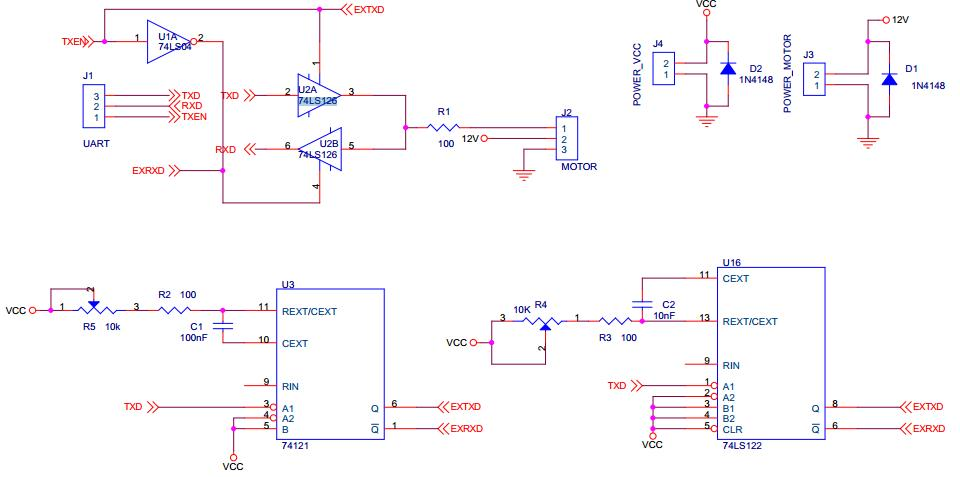 EXTXD
TXEN
1
U1A
2
74LS04
1
J1
3
2
1
TXD
RXD
TXEN
UART
TXD
2
U2A
3
74LS126
RXD
6
U2B
5
74LS126
4
EXRXD
R1
100
12V
J2
1
2
3
MOTOR
VCC
POWER_VCC
J4
2
1
D2
1N4148
12V
POWER_MOTOR
J3
2
1
D1
1N4148
VCC
1
2
3
R5 10k
R2 100
C1
100nF
U3
11
REXT/CEXT
10
CEXT
9
RIN
TXD
3
A1
4
A2
5
B
Q
6
EXTXD
Q
1
EXRXD
74121
VCC
VCC
3
10K
R4
1
2
R3 100
C2
10nF
U16
11
CEXT
13
REXT/CEXT
9
RIN
TXD
1
A1
2
A2
3
B1
4
B2
5
CLR
Q
8
EXTXD
Q
6
EXRXD
74LS122
VCC